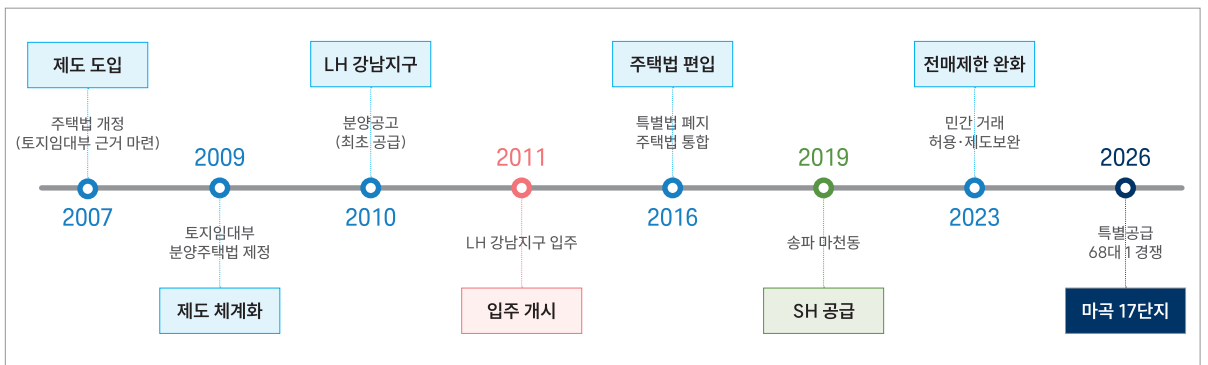 제도 도입
주택법 개정
(토지임대부 근거 마련)
2007
2009
토지임대부
분양주택법 제정
제도 체계화
LH 강남지구
분양공고
(최초 공급)
2010
2011
LH 강남지구 입주
입주 개시
주택법 편입
특별법 폐지
주택법 통합
2016
2019
송파 마천동
SH 공급
전매제한 완화
민간 거래
허용·제도보완
2023
2026
특별공급
68대 1 경쟁
마곡 17단지